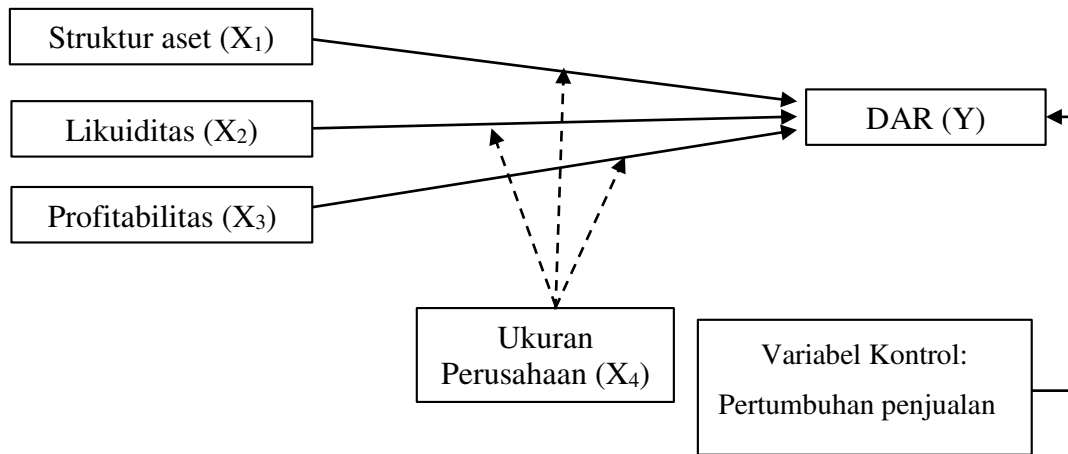 Struktur aset (X₁)
Likuiditas (X₂)
DAR (Y)
Profitabilitas (X₃)
Ukuran
Perusahaan (X₄)
Variabel Kontrol:
Pertumbuhan penjualan